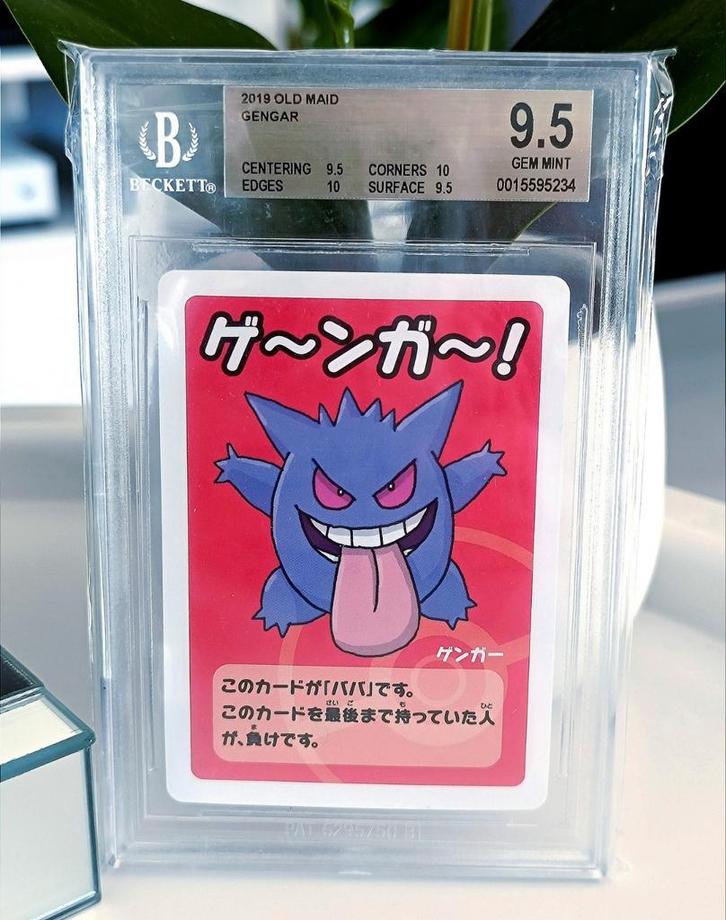 2019 OLD MAID
GENGAR
9.5
GEM MINT
CENTERING 9.5 CORNERS 10
EDGES 10 SURFACE 9.5
0015595234
B
BECKETT®
ゲ〜ンガ〜!
ゲンガー
このカードが「ババ」です。
このカードを最後まで持っていた人
が、負けです。